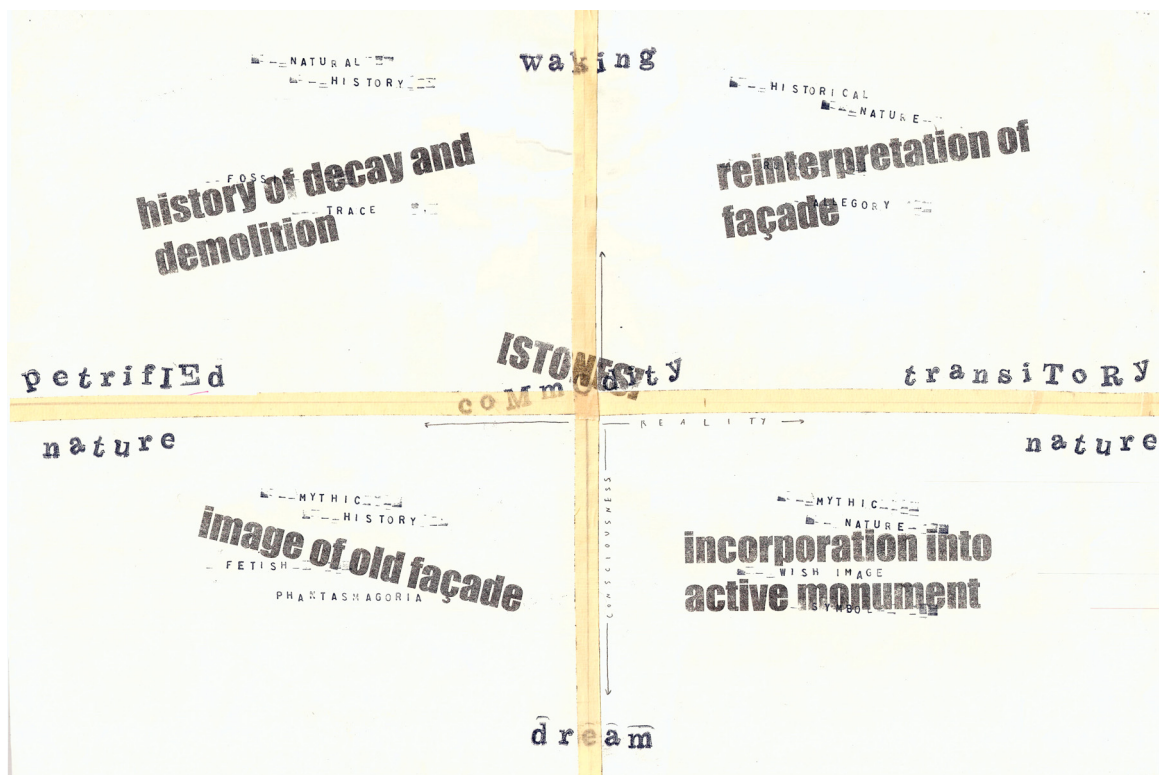 waking
NATURAL
HISTORY
HISTORICAL
NATURE
history of decay and
demolition
TRACE
reinterpretation of
façade
ALLEGORY
[STONES]
commodity
petrifIEd
transiToRy
REALITY
nature
nature
CONSCIOUSNESS
MYTHIC
HISTORY
image of old façade
FETISH
PHANTASMAGORIA
MYTHIC
NATURE
incorporation into
WISH IMAGE
active monument
SYMBOL
dream